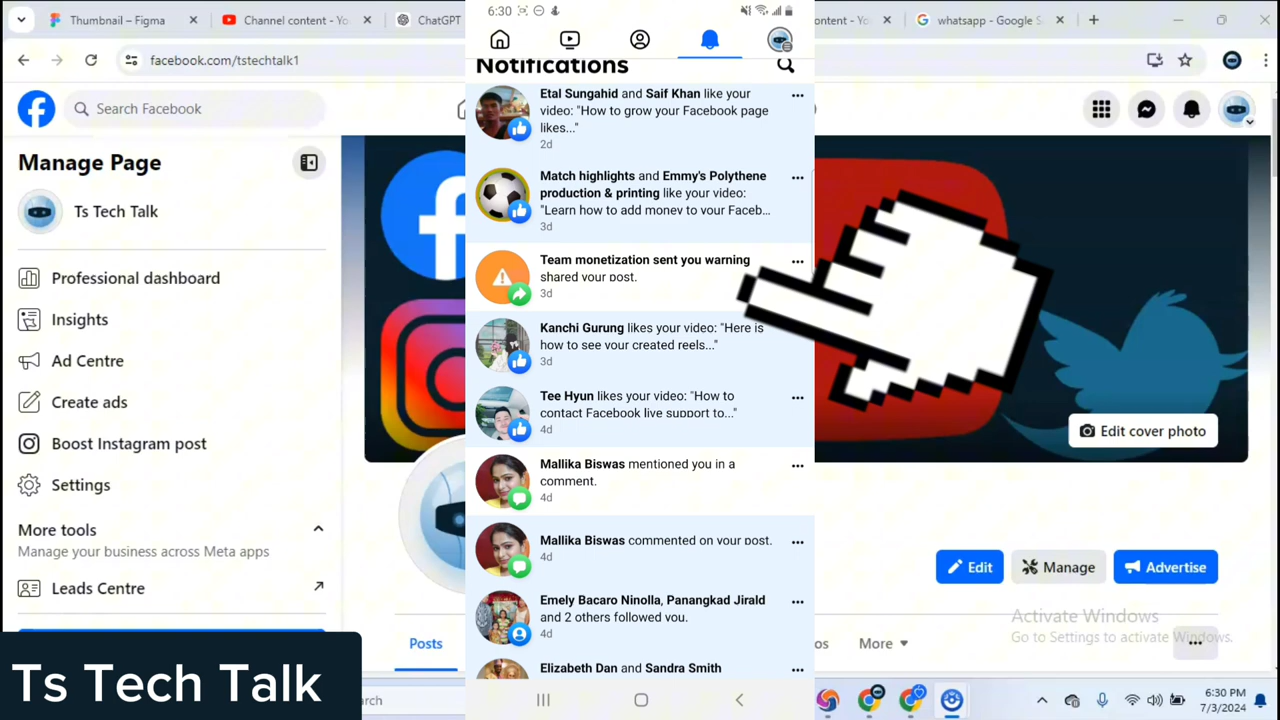 Thumbnail – Figma
Channel content - Yo
ChatGPT
ontent - You
whatsapp - Google S
facebook.com/tstechtalk1
Search Facebook
Manage Page
Ts Tech Talk
Professional dashboard
Insights
Ad Centre
Create ads
Boost Instagram post
Settings
More tools
Manage your business across Meta apps
Leads Centre
Ts Tech Talk
6:30
Notifications
Etal Sungahid and Saif Khan like your
video: "How to grow your Facebook page
likes..."
2d
Match highlights and Emmy's Polythene
production & printing like your video:
"Learn how to add money to your Faceb...
3d
Team monetization sent you warning
shared your post.
3d
Kanchi Gurung likes your video: "Here is
how to see your created reels..."
3d
Tee Hyun likes your video: "How to
contact Facebook live support to..."
4d
Mallika Biswas mentioned you in a
comment.
4d
Mallika Biswas commented on your post.
4d
Emely Bacaro Ninolla, Panangkad Jirald
and 2 others followed you.
4d
Elizabeth Dan and Sandra Smith
Edit cover photo
Edit
Manage
Advertise
Activate Windows
Go to Settings to activate Windows.
Posts
os
More
rch
6:30 PM
7/3/2024